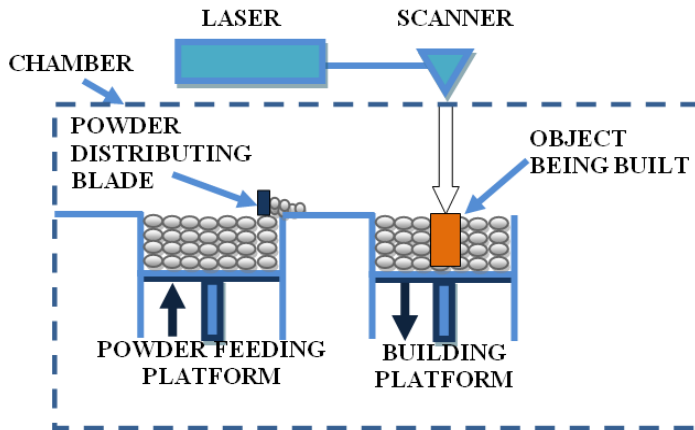 LASER
SCANNER
CHAMBER
POWDER
DISTRIBUTING
BLADE
OBJECT
BEING BUILT
POWDER FEEDING
PLATFORM
BUILDING
PLATFORM